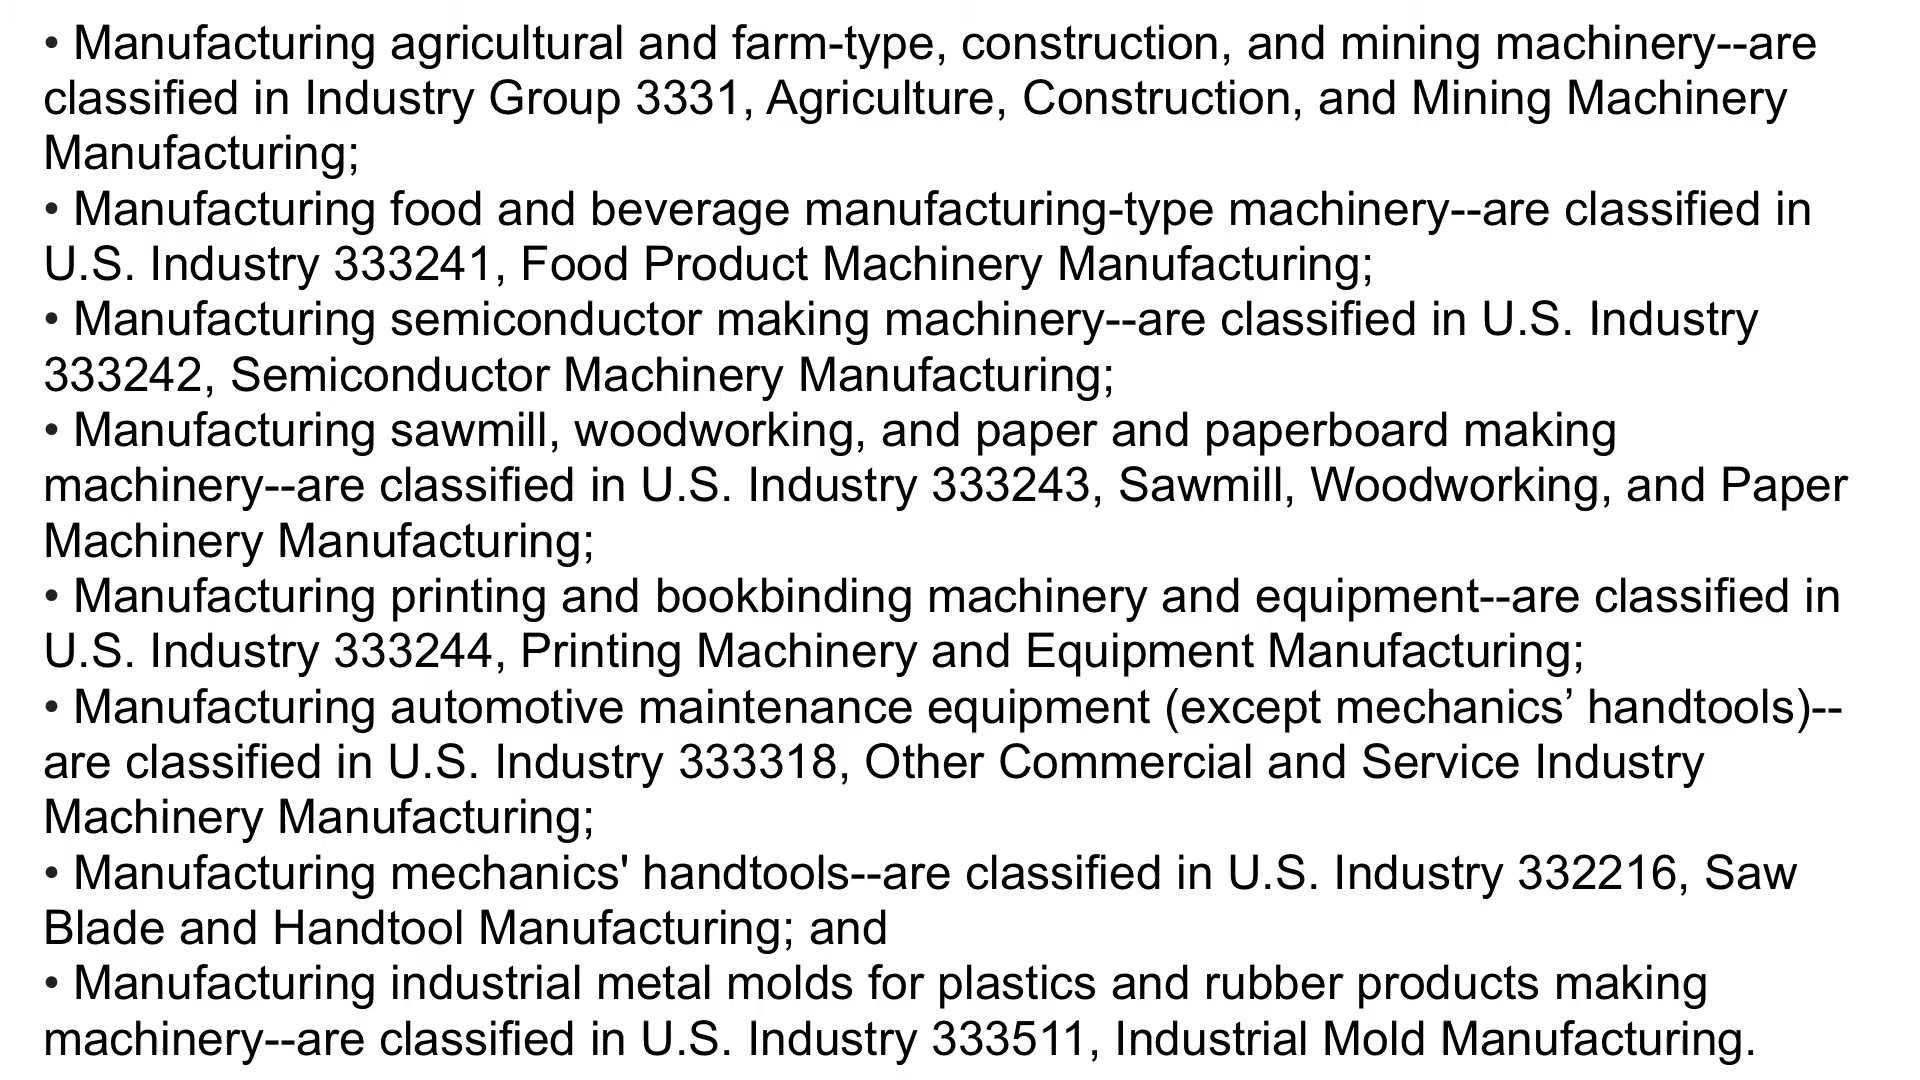 • Manufacturing agricultural and farm-type, construction, and mining machinery--are
classified in Industry Group 3331, Agriculture, Construction, and Mining Machinery
Manufacturing;
• Manufacturing food and beverage manufacturing-type machinery--are classified in
U.S. Industry 333241, Food Product Machinery Manufacturing;
• Manufacturing semiconductor making machinery--are classified in U.S. Industry
333242, Semiconductor Machinery Manufacturing;
• Manufacturing sawmill, woodworking, and paper and paperboard making
machinery--are classified in U.S. Industry 333243, Sawmill, Woodworking, and Paper
Machinery Manufacturing;
• Manufacturing printing and bookbinding machinery and equipment--are classified in
U.S. Industry 333244, Printing Machinery and Equipment Manufacturing;
• Manufacturing automotive maintenance equipment (except mechanics’ handtools)--
are classified in U.S. Industry 333318, Other Commercial and Service Industry
Machinery Manufacturing;
• Manufacturing mechanics' handtools--are classified in U.S. Industry 332216, Saw
Blade and Handtool Manufacturing; and
• Manufacturing industrial metal molds for plastics and rubber products making
machinery--are classified in U.S. Industry 333511, Industrial Mold Manufacturing.